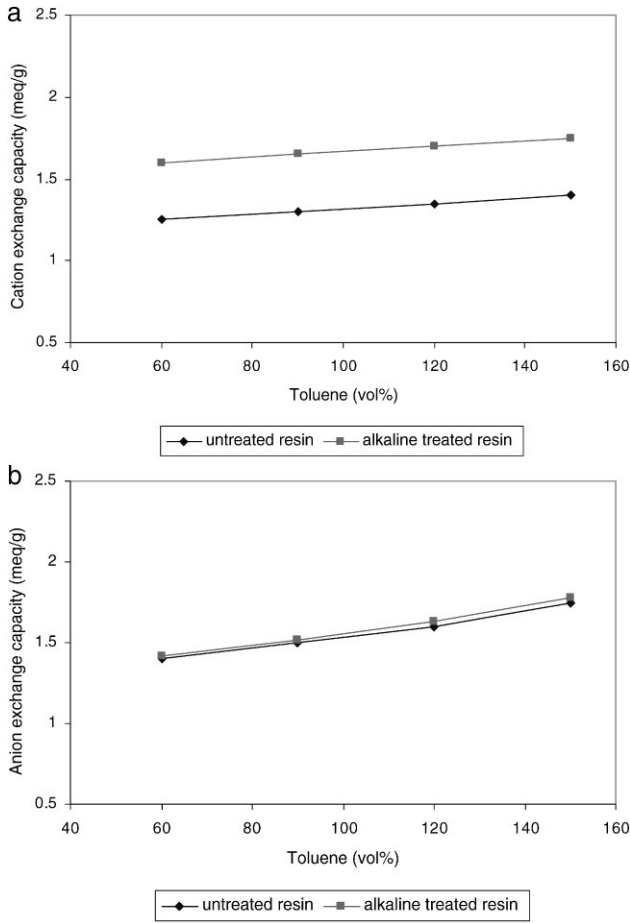 a
2.5
2
1.5
1
0.5
40 60 80 100 120 140 160
Cation exchange capacity (meq/g)
Toluene (vol%)
untreated resin alkaline treated resin
b
2.5
2
1.5
1
0.5
40 60 80 100 120 140 160
Anion exchange capacity (meq/g)
Toluene (vol%)
untreated resin alkaline treated resin